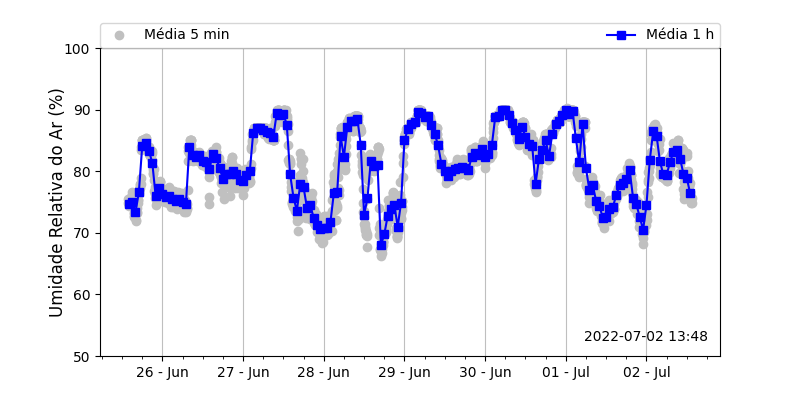 Média 5 min
Média 1 h
Umidade Relativa do Ar (%)
100
90
80
70
60
50
2022-07-02 13:48
26 - Jun
27 - Jun
28 - Jun
29 - Jun
30 - Jun
01 - Jul
02 - Jul